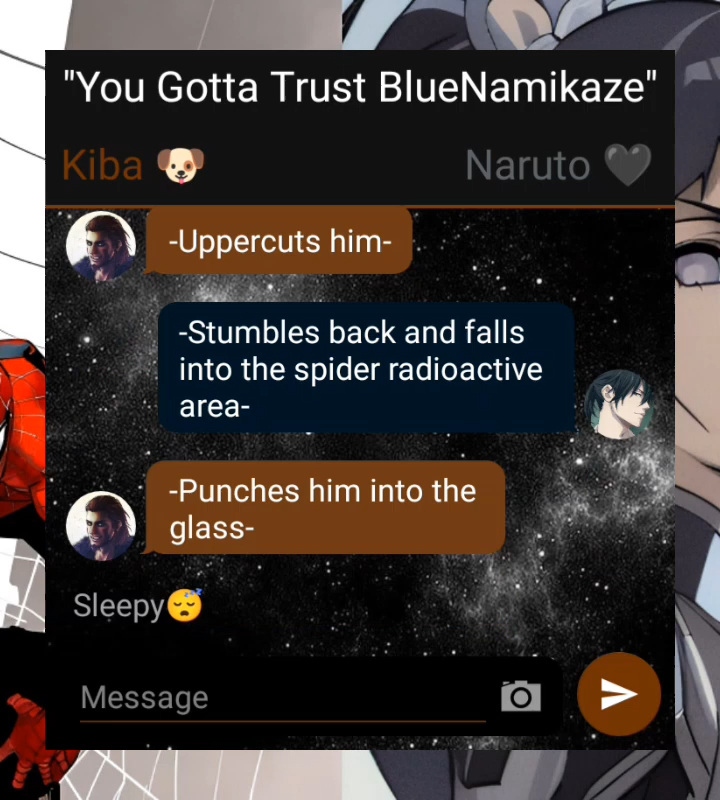 "You Gotta Trust BlueNamikaze"
Kiba 🐶 Naruto 🖤
-Uppercuts him-
-Stumbles back and falls
into the spider radioactive
area-
-Punches him into the
glass-
Sleepy😴
Message